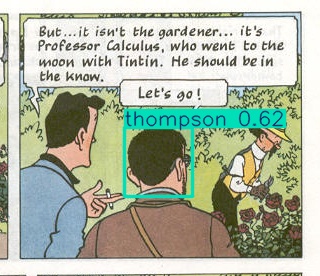 But...it isn't the gardener... it's
Professor Calculus, who went to the
moon with Tintin. He should be in
the know.
Let's go!
thompson 0.62